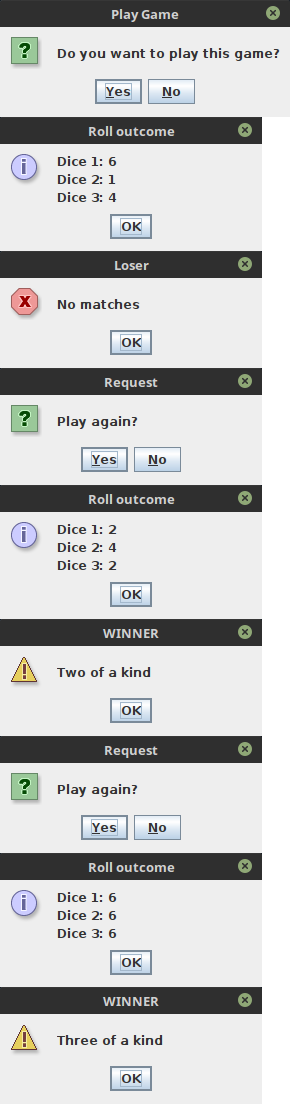 Play Game
Do you want to play this game?
Yes No
Roll outcome
Dice 1: 6
Dice 2: 1
Dice 3: 4
OK
Loser
No matches
OK
Request
Play again?
Yes No
Roll outcome
Dice 1: 2
Dice 2: 4
Dice 3: 2
OK
WINNER
Two of a kind
OK
Request
Play again?
Yes No
Roll outcome
Dice 1: 6
Dice 2: 6
Dice 3: 6
OK
WINNER
Three of a kind
OK